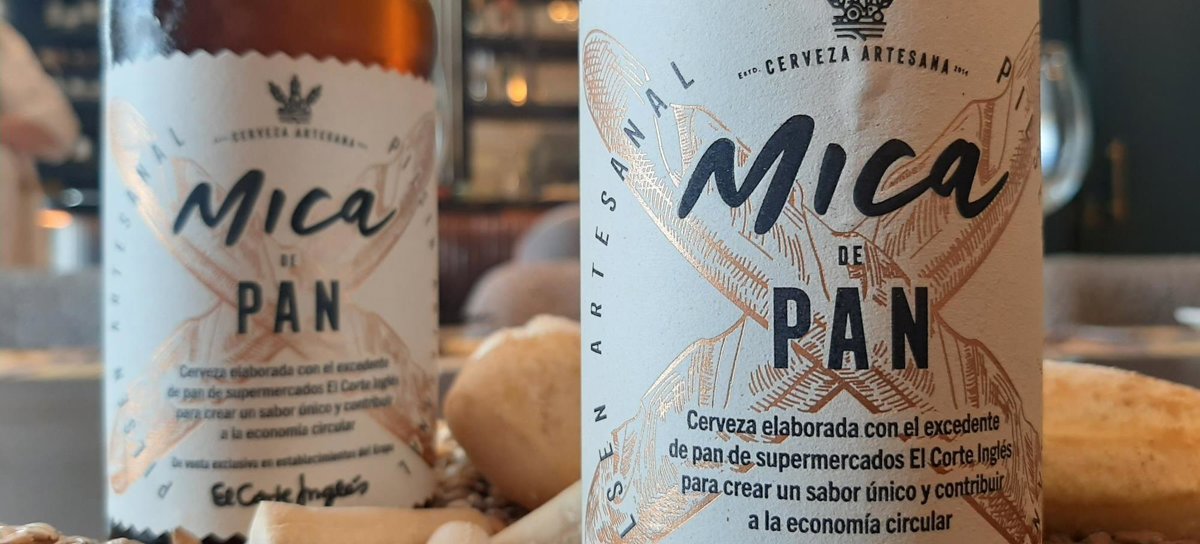 CERVEZA ARTESANA
PILSEN ARTESANAL
Mica
DE
PAN
Cerveza elaborada con el excedente
de pan de supermercados El Corte Inglés
para crear un sabor único y contribuir
a la economía circular
De venta exclusiva en establecimientos del Grupo
El Corte Inglés
ESTD. CERVEZA ARTESANA
ARTESANAL
Mica
DE
PAN
Cerveza elaborada con el excedente
de pan de supermercados El Corte Inglés
para crear un sabor único y contribuir
a la economía circular